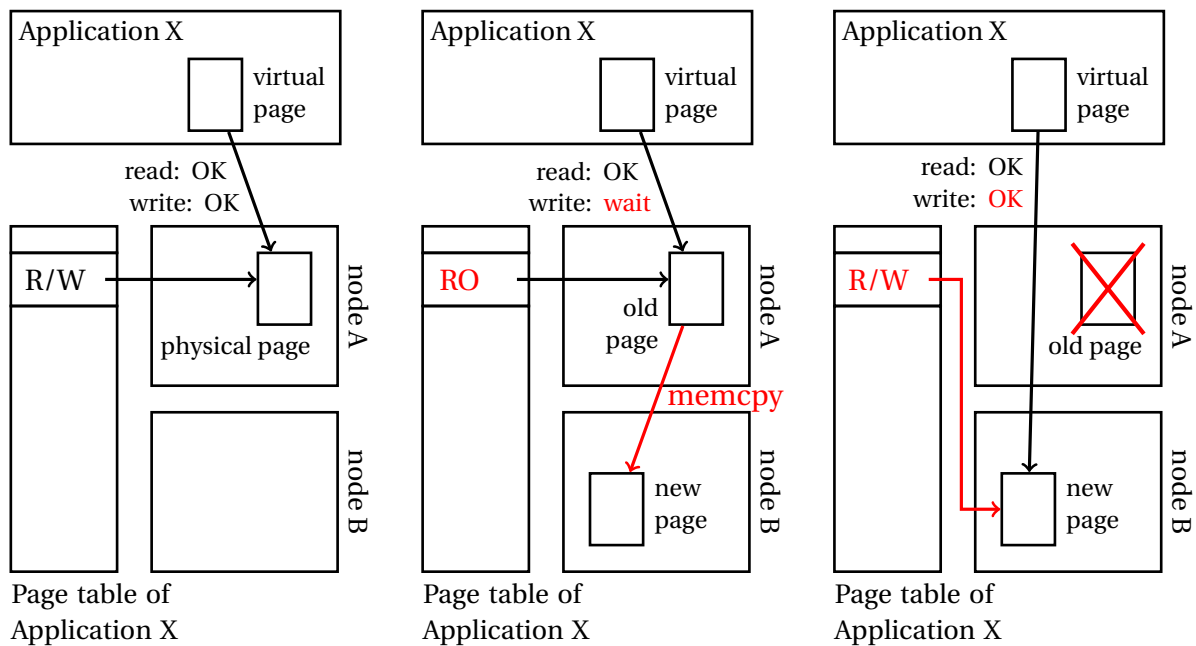 Application X
virtual
page
read: OK
write: OK
R/W
physical page
node A
node B
Page table of
Application X
Application X
virtual
page
read: OK
write: wait
RO
old
page
node A
memcpy
new
page
node B
Page table of
Application X
Application X
virtual
page
read: OK
write: OK
R/W
old page
node A
new
page
node B
Page table of
Application X